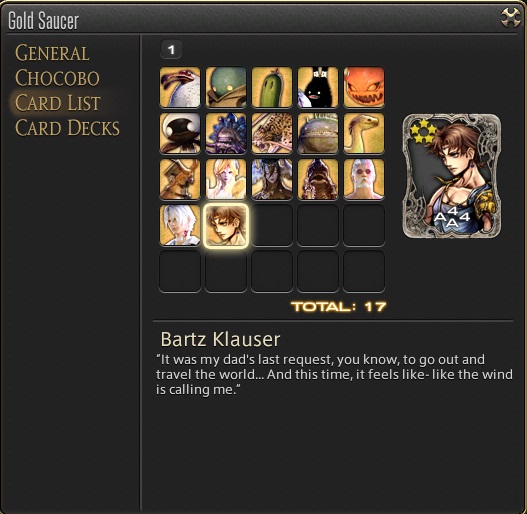 Gold Saucer
GENERAL
CHOCOBO
CARD LIST
CARD DECKS
1
4
A 4
A
TOTAL: 17
Bartz Klauser
"It was my dad's last request, you know, to go out and
travel the world... And this time, it feels like- like the wind
is calling me."